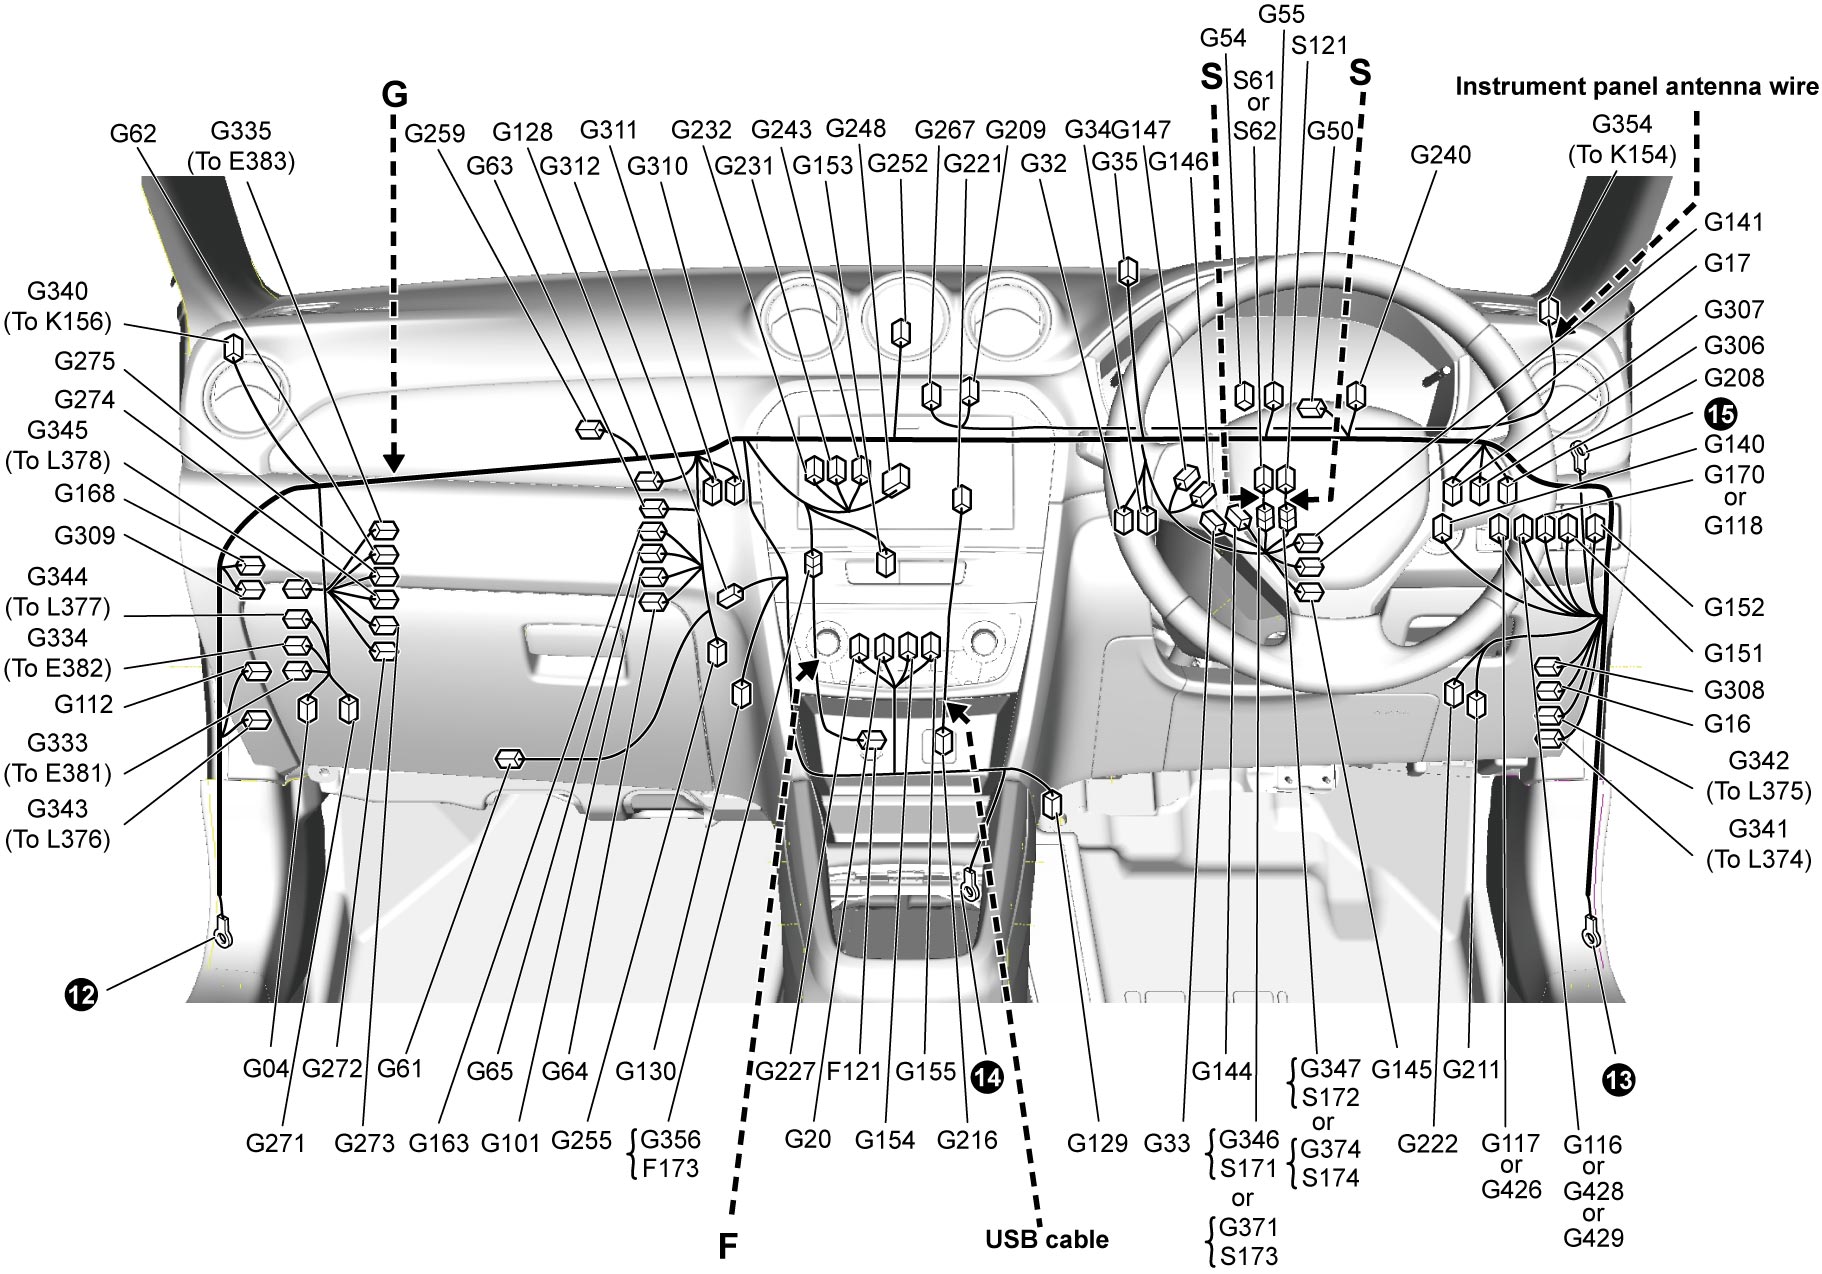 G55
G54
S121
S
S61
or
S62
S
Instrument panel antenna wire
G
G62
G335
(To E383)
G259
G128
G311
G232
G243
G248
G267
G209
G34
G147
G50
G354
(To K154)
G63
G312
G310
G231
G153
G252
G221
G32
G35
G146
G240
G141
G17
G340
(To K156)
G307
G275
G306
G274
G208
G345
(To L378)
15
G140
G168
G170
or
G118
G309
G344
(To L377)
G152
G334
(To E382)
G151
G112
G308
G16
G333
(To E381)
G342
(To L375)
G343
(To L376)
G341
(To L374)
12
G04
G272
G61
G65
G64
G130
G227
F121
G155
14
G144
G347
S172
or
G374
S174
G145
G211
13
G271
G273
G163
G101
G255
G356
F173
G20
G154
G216
G129
G33
G346
S171
or
G371
S173
G222
G117
or
G426
G116
or
G428
or
G429
F
USB cable